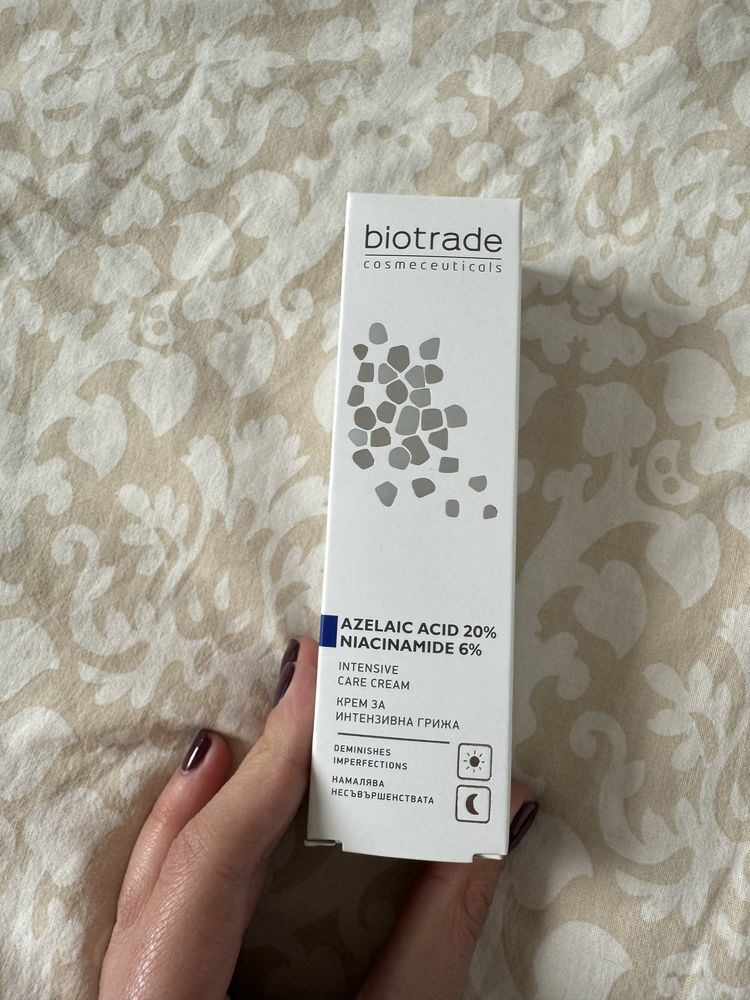 biotrade
cosmeceuticals
AZELAIC ACID 20%
NIACINAMIDE 6%
INTENSIVE
CARE CREAM
КРЕМ ЗА
ИНТЕНЗИВНА ГРИЖА
DEMINISHES
IMPERFECTIONS
НАМАЛЯВА
НЕСЪВЪРШЕНСТВАТА